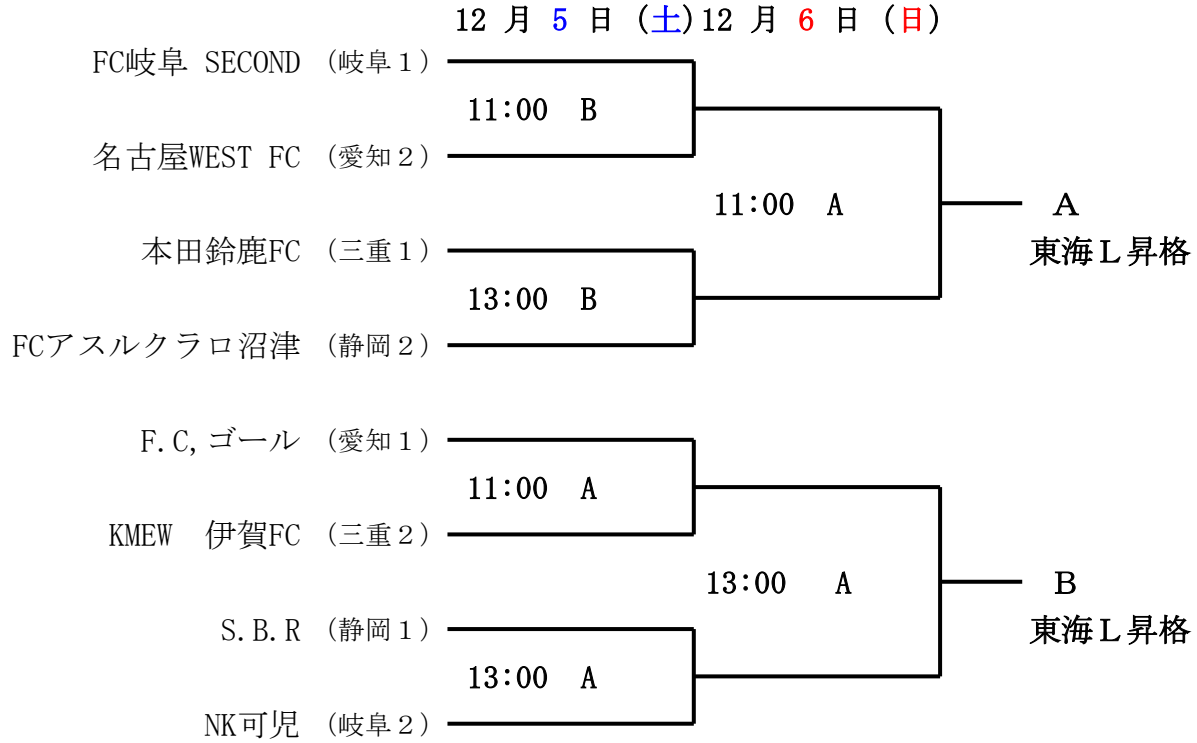 12 月 5 日 (土) 12 月 6 日 (日)
FC岐阜 SECOND (岐阜１)
11:00 B
名古屋WEST FC (愛知２)
11:00 A
A
本田鈴鹿FC (三重１)
東海Ｌ昇格
13:00 B
FCアスルクラロ沼津 (静岡２)
F.C,ゴール (愛知１)
11:00 A
KMEW 伊賀FC (三重２)
13:00 A
B
S.B.R (静岡１)
東海Ｌ昇格
13:00 A
NK可児 (岐阜２)